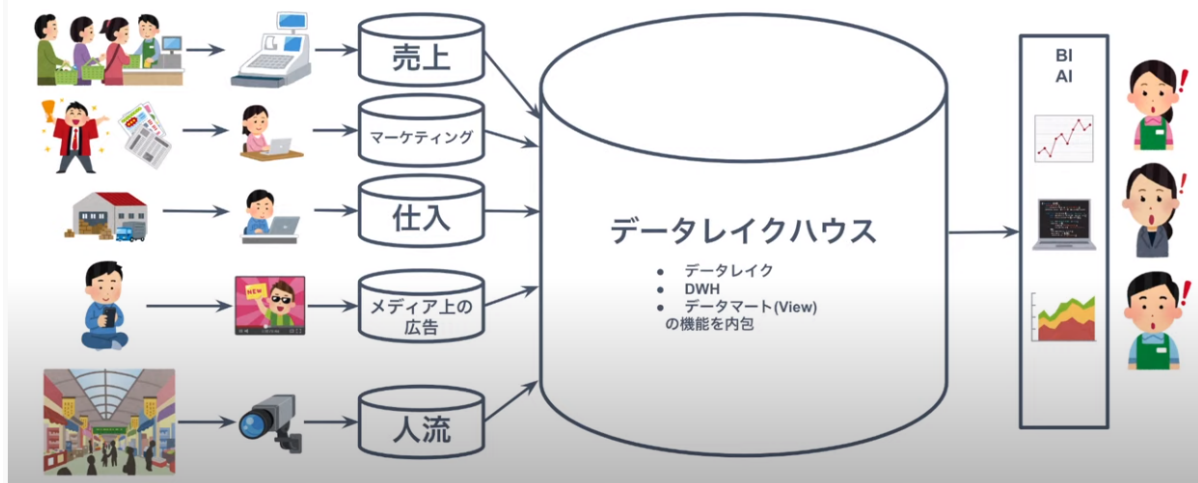 売上
マーケティング
仕入
メディア上の
広告
人流
NEW
データレイクハウス
● データレイク
● DWH
● データマート(View)
の機能を内包
BI
AI